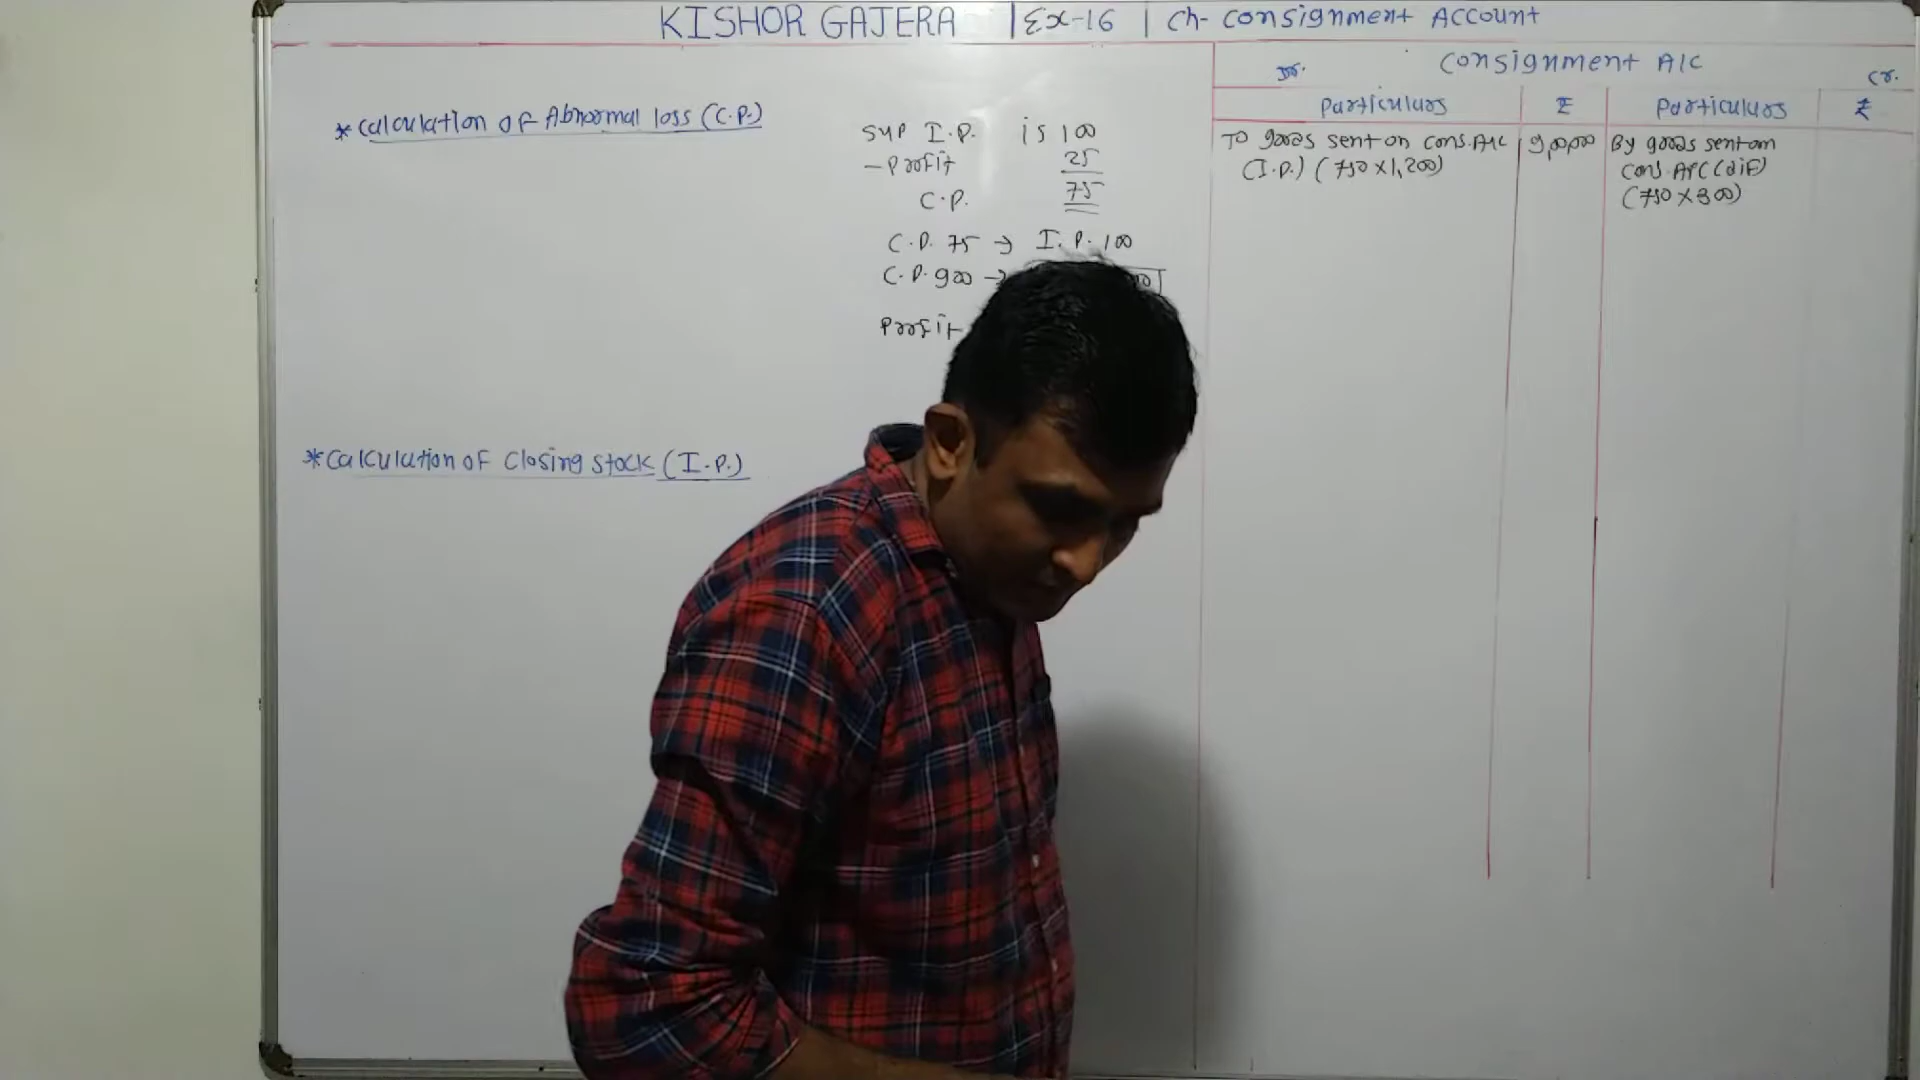 KISHOR GAJERA | Ex-16 | Ch- Consignment Account
* Calculation of Abnormal loss (C.P.)
Sup I.P. is 100
- Profit 25
C.P. 75
C.P. 75 → I.P. 100
C.P. 900 →
Profit
* Calculation of Closing stock (I.P.)
Consignment A/C
Dr. Cr.
Particulars ₹ Particulars ₹
To goods sent on cons. A/c 9,00,000 By goods sent on
(I.P.) (750 x 1,200) cons. A/c (dif)
(750 x 300)